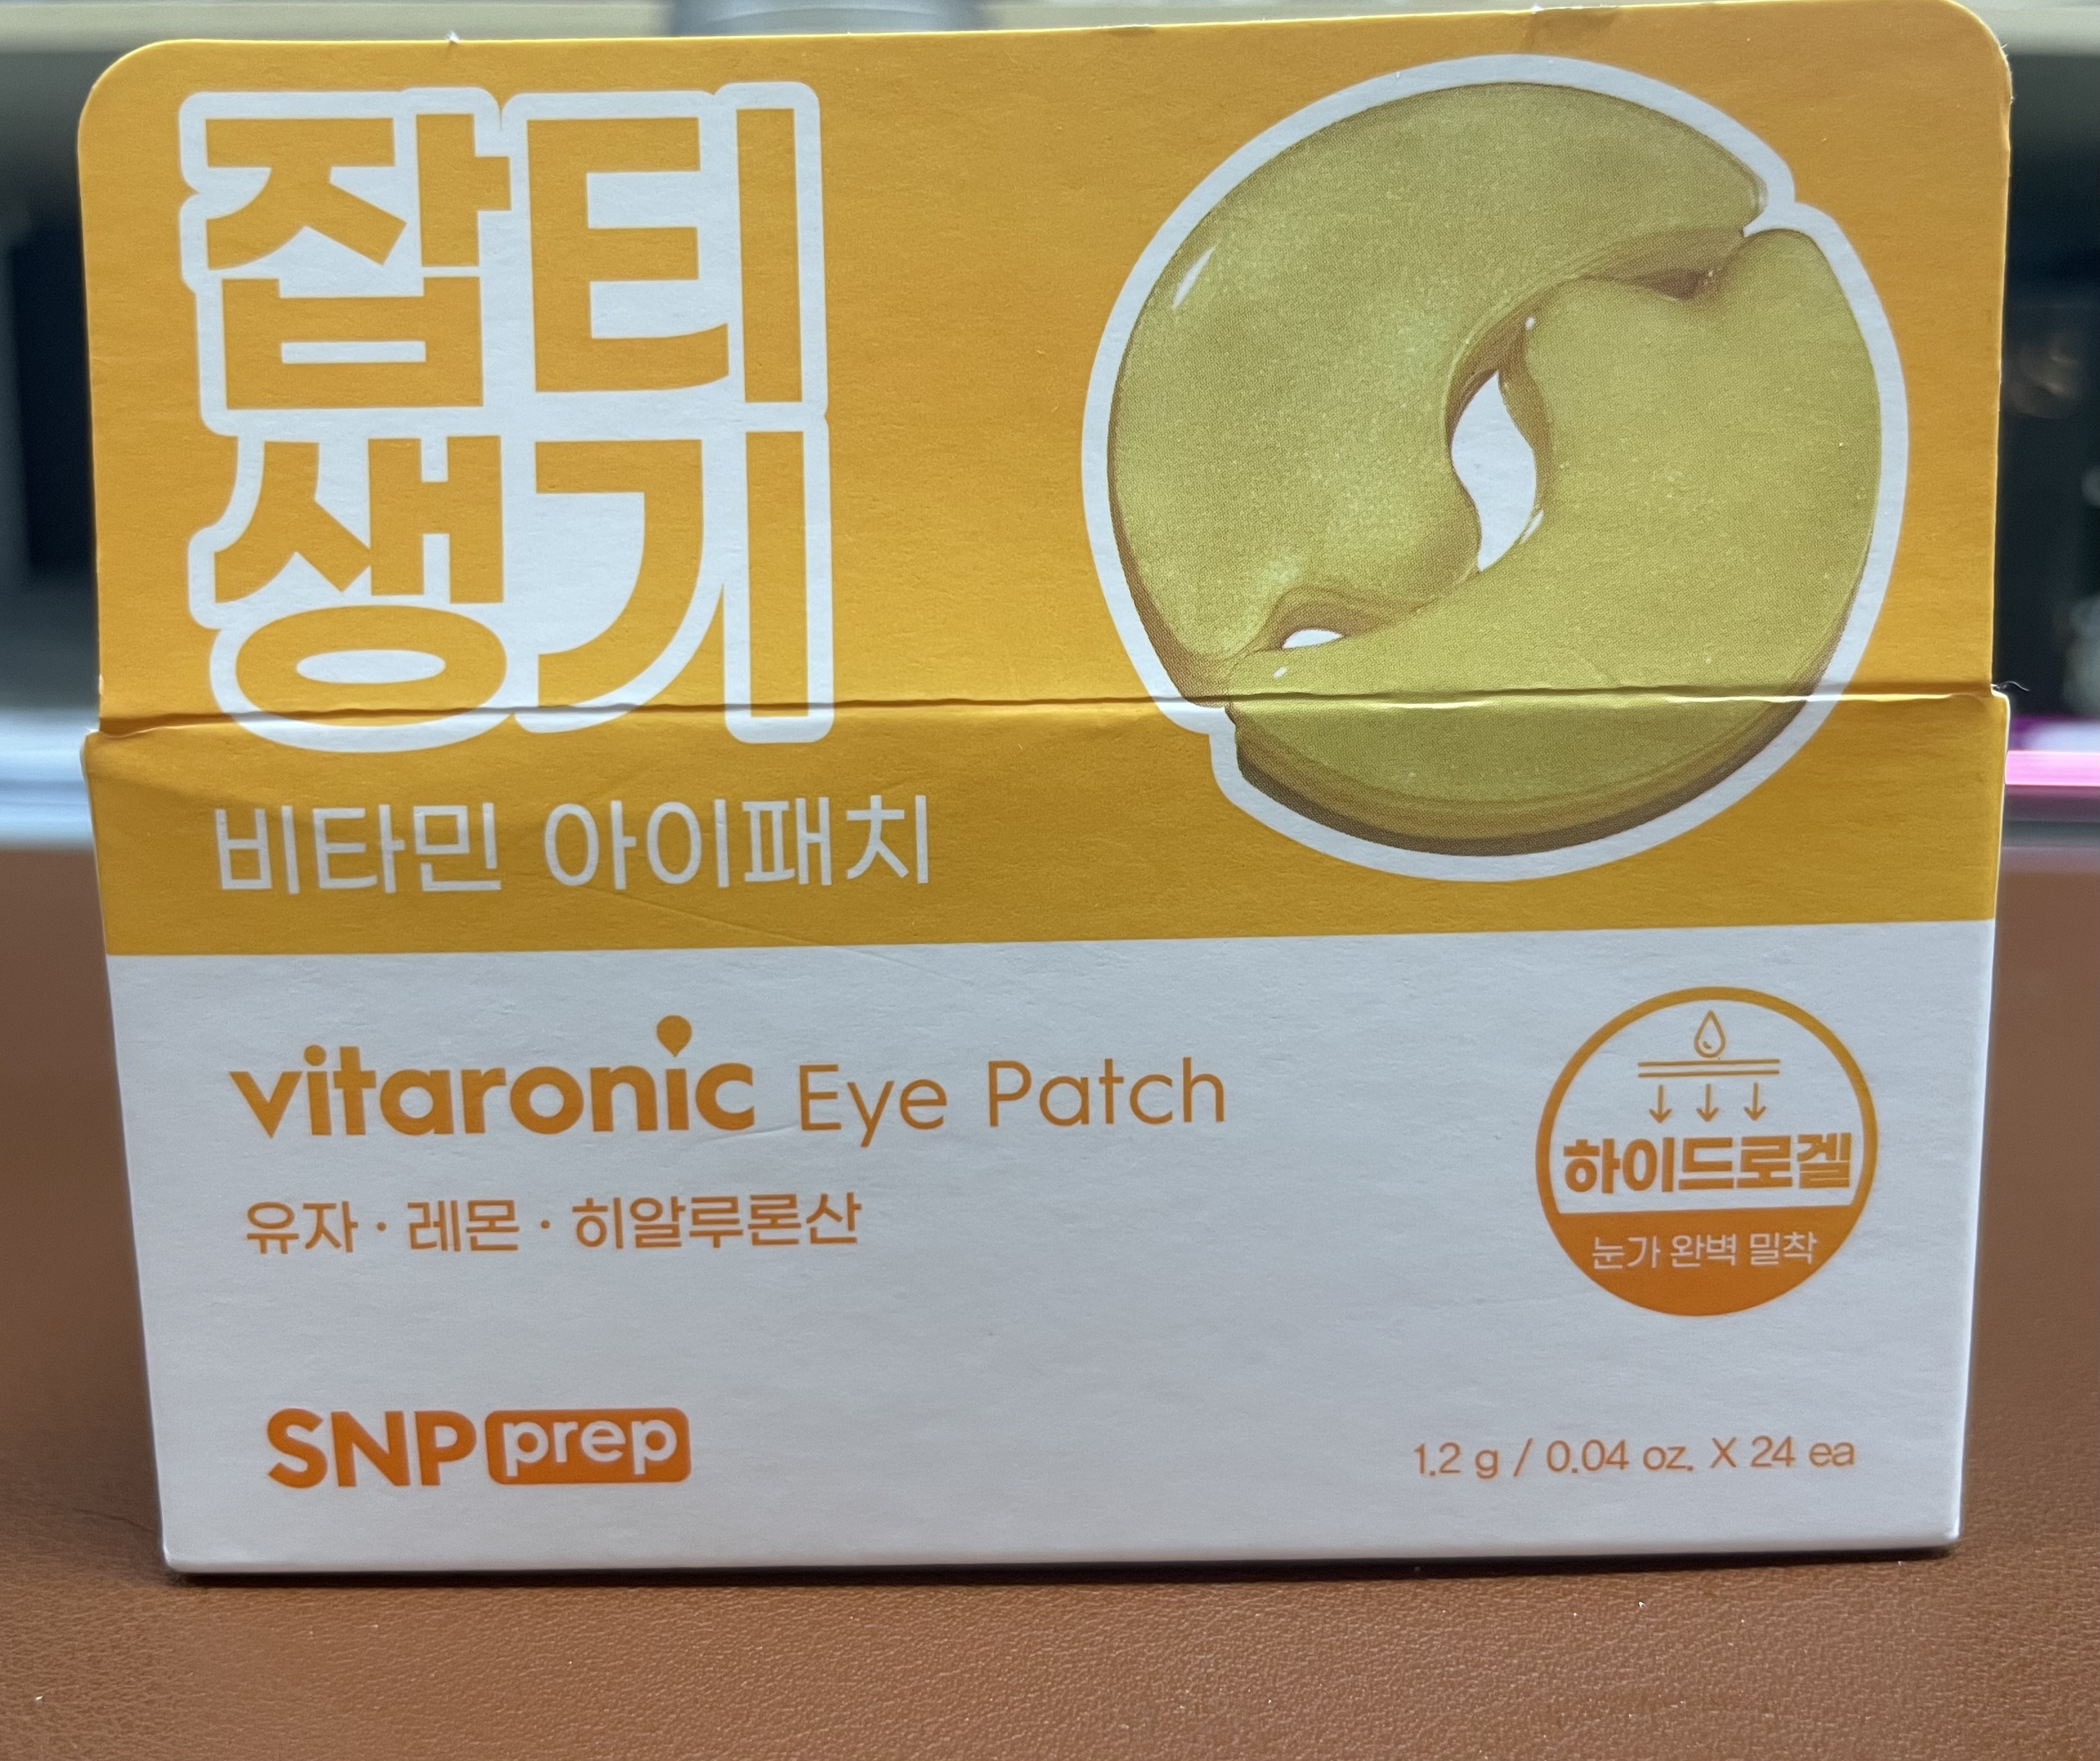 잡티
생기
비타민 아이패치
vitaronic Eye Patch
유자 · 레몬 · 히알루론산
하이드로겔
눈가 완벽 밀착
SNP prep
1.2 g / 0.04 oz. X 24 ea